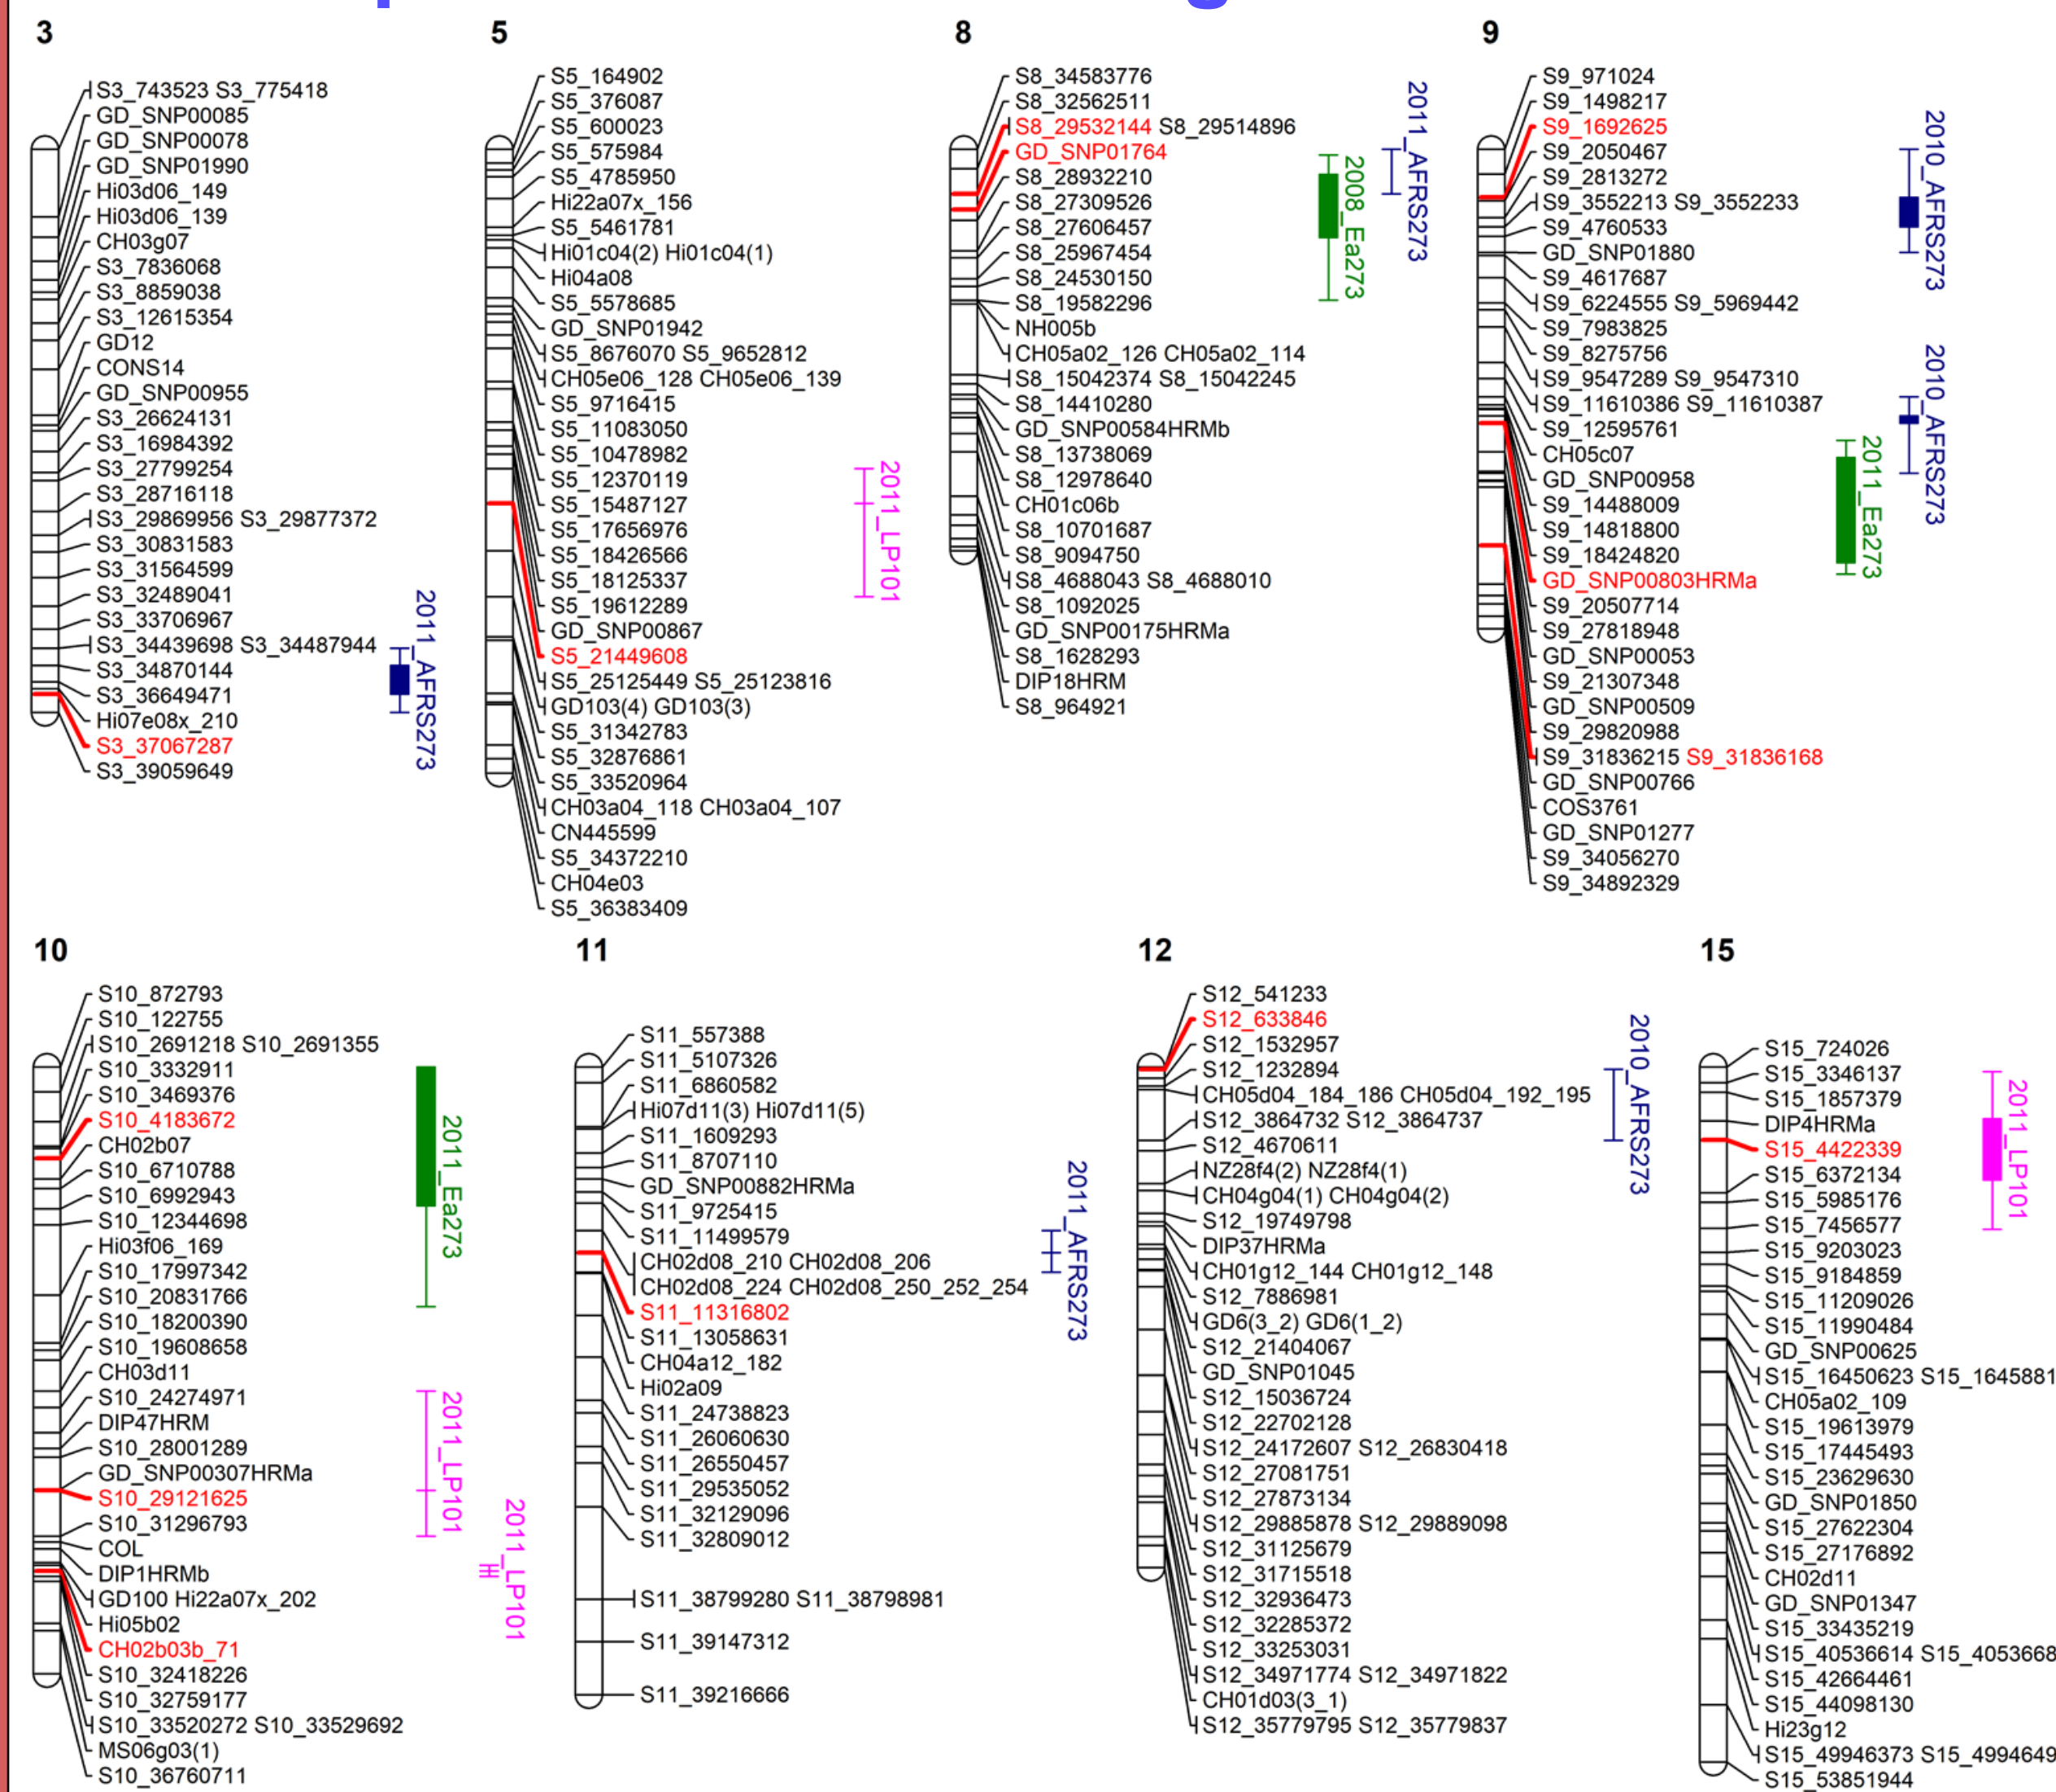 3
S3_743523 S3_775418
GD_SNP00085
GD_SNP00078
GD_SNP01990
Hi03d06_149
Hi03d06_139
CH03g07
S3_7836068
S3_8859038
S3_12615354
GD12
CONS14
GD_SNP00955
S3_26624131
S3_16984392
S3_27799254
S3_28716118
S3_29869956 S3_29877372
S3_30831583
S3_31564599
S3_32489041
S3_33706967
S3_34439698 S3_34487944
S3_34870144
S3_36649471
Hi07e08x_210
S3_37067287
S3_39059649
2011_AFRS273
5
S5_164902
S5_376087
S5_600023
S5_575984
S5_4785950
Hi22a07x_156
S5_5461781
Hi01c04(2) Hi01c04(1)
Hi04a08
S5_5578685
GD_SNP01942
S5_8676070 S5_9652812
CH05e06_128 CH05e06_139
S5_9716415
S5_11083050
S5_10478982
S5_12370119
S5_15487127
S5_17656976
S5_18426566
S5_18125337
S5_19612289
GD_SNP00867
S5_21449608
S5_25125449 S5_25123816
GD103(4) GD103(3)
S5_31342783
S5_32876861
S5_33520964
CH03a04_118 CH03a04_107
CN445599
S5_34372210
CH04e03
S5_36383409
2011_LP101
8
S8_34583776
S8_32562511
S8_29532144 S8_29514896
GD_SNP01764
S8_28932210
S8_27309526
S8_27606457
S8_25967454
S8_24530150
S8_19582296
NH005b
CH05a02_126 CH05a02_114
S8_15042374 S8_15042245
S8_14410280
GD_SNP00584HRMb
S8_13738069
S8_12978640
CH01c06b
S8_10701687
S8_9094750
S8_4688043 S8_4688010
S8_1092025
GD_SNP00175HRMa
S8_1628293
DIP18HRM
S8_964921
2008_Ea273
2011_AFRS273
9
S9_971024
S9_1498217
S9_1692625
S9_2050467
S9_2813272
S9_3552213 S9_3552233
S9_4760533
GD_SNP01880
S9_4617687
S9_6224555 S9_5969442
S9_7983825
S9_8275756
S9_9547289 S9_9547310
S9_11610386 S9_11610387
S9_12595761
CH05c07
GD_SNP00958
S9_14488009
S9_14818800
S9_18424820
GD_SNP00803HRMa
S9_20507714
S9_27818948
GD_SNP00053
S9_21307348
GD_SNP00509
S9_29820988
S9_31836215 S9_31836168
GD_SNP00766
COS3761
GD_SNP01277
S9_34056270
S9_34892329
2010_AFRS273
2010_AFRS273
2011_Ea273
10
S10_872793
S10_122755
S10_2691218 S10_2691355
S10_3332911
S10_3469376
S10_4183672
CH02b07
S10_6710788
S10_6992943
S10_12344698
Hi03f06_169
S10_17997342
S10_20831766
S10_18200390
S10_19608658
CH03d11
S10_24274971
DIP47HRM
S10_28001289
GD_SNP00307HRMa
S10_29121625
S10_31296793
COL
DIP1HRMb
GD100 Hi22a07x_202
Hi05b02
CH02b03b_71
S10_32418226
S10_32759177
S10_33520272 S10_33529692
MS06g03(1)
S10_36760711
2011_Ea273
2011_LP101
2011_LP101
11
S11_557388
S11_5107326
S11_6860582
Hi07d11(3) Hi07d11(5)
S11_1609293
S11_8707110
GD_SNP00882HRMa
S11_9725415
S11_11499579
CH02d08_210 CH02d08_206
CH02d08_224 CH02d08_250_252_254
S11_11316802
S11_13058631
CH04a12_182
Hi02a09
S11_24738823
S11_26060630
S11_26550457
S11_29535052
S11_32129096
S11_32809012
S11_38799280 S11_38798981
S11_39147312
S11_39216666
2011_AFRS273
12
S12_541233
S12_633846
S12_1532957
S12_1232894
CH05d04_184_186 CH05d04_192_195
S12_3864732 S12_3864737
S12_4670611
NZ28f4(2) NZ28f4(1)
CH04g04(1) CH04g04(2)
S12_19749798
DIP37HRMa
CH01g12_144 CH01g12_148
S12_7886981
GD6(3_2) GD6(1_2)
S12_21404067
GD_SNP01045
S12_15036724
S12_22702128
S12_24172607 S12_26830418
S12_27081751
S12_27873134
S12_29885878 S12_29889098
S12_31125679
S12_31715518
S12_32936473
S12_32285372
S12_33253031
S12_34971774 S12_34971822
CH01d03(3_1)
S12_35779795 S12_35779837
2010_AFRS273
15
S15_724026
S15_3346137
S15_1857379
DIP4HRMa
S15_4422339
S15_6372134
S15_5985176
S15_7456577
S15_9203023
S15_9184859
S15_11209026
S15_11990484
GD_SNP00625
S15_16450623 S15_1645881
CH05a02_109
S15_19613979
S15_17445493
S15_23629630
GD_SNP01850
S15_27622304
S15_27176892
CH02d11
GD_SNP01347
S15_33435219
S15_40536614 S15_4053668
S15_42664461
S15_44098130
Hi23g12
S15_49946373 S15_4994649
S15_53851944
2011_LP101